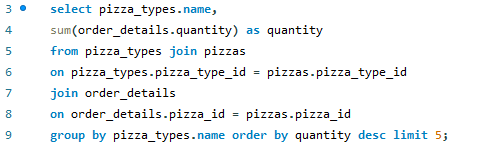 3 select pizza_types.name,
4 sum(order_details.quantity) as quantity
5 from pizza_types join pizzas
6 on pizza_types.pizza_type_id = pizzas.pizza_type_id
7 join order_details
8 on order_details.pizza_id = pizzas.pizza_id
9 group by pizza_types.name order by quantity desc limit 5;